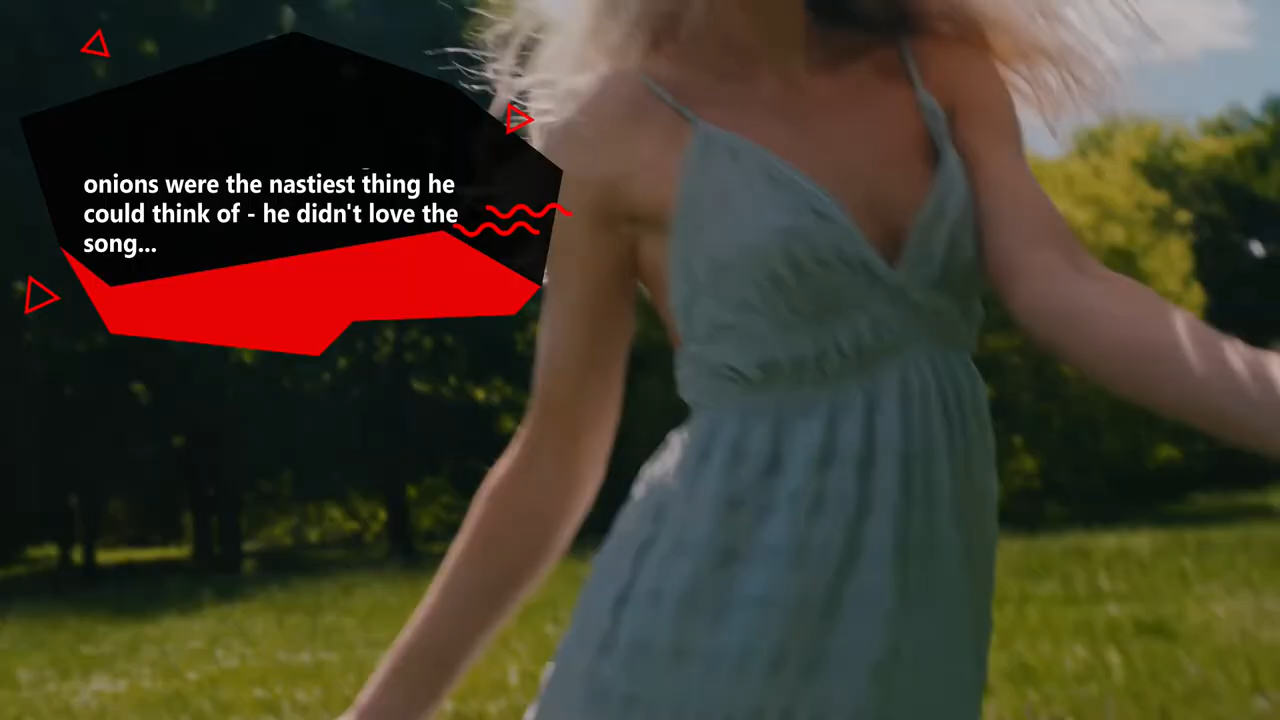 onions were the nastiest thing he
could think of - he didn't love the
song...